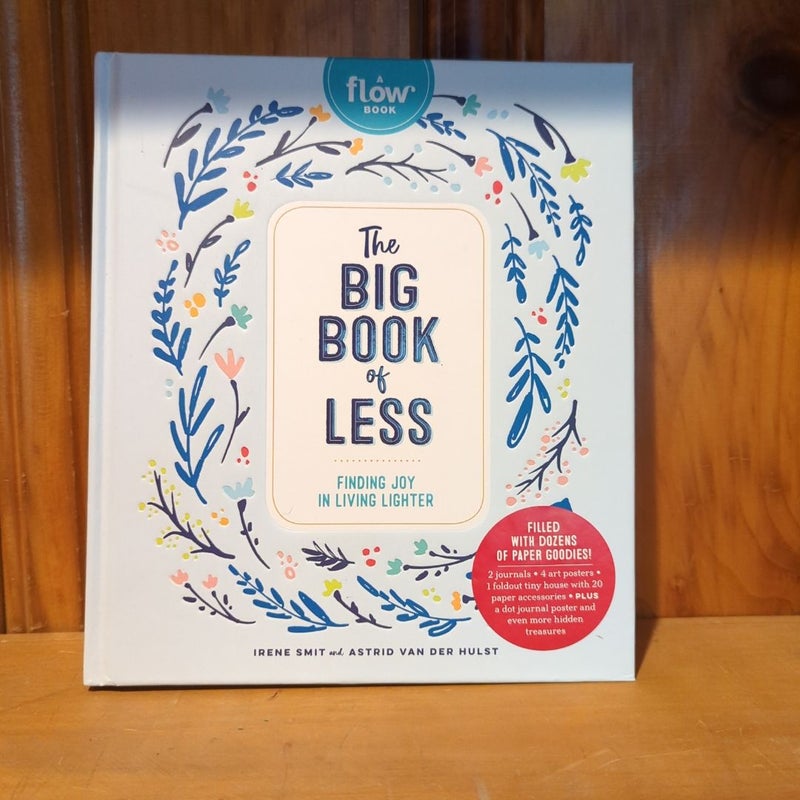 A
flow
BOOK
The
BIG
BOOK
of
LESS
FINDING JOY
IN LIVING LIGHTER
FILLED
WITH DOZENS
OF PAPER GOODIES!
2 journals • 4 art posters •
1 foldout tiny house with 20
paper accessories • PLUS
a dot journal poster and
even more hidden
treasures
IRENE SMIT and ASTRID VAN DER HULST